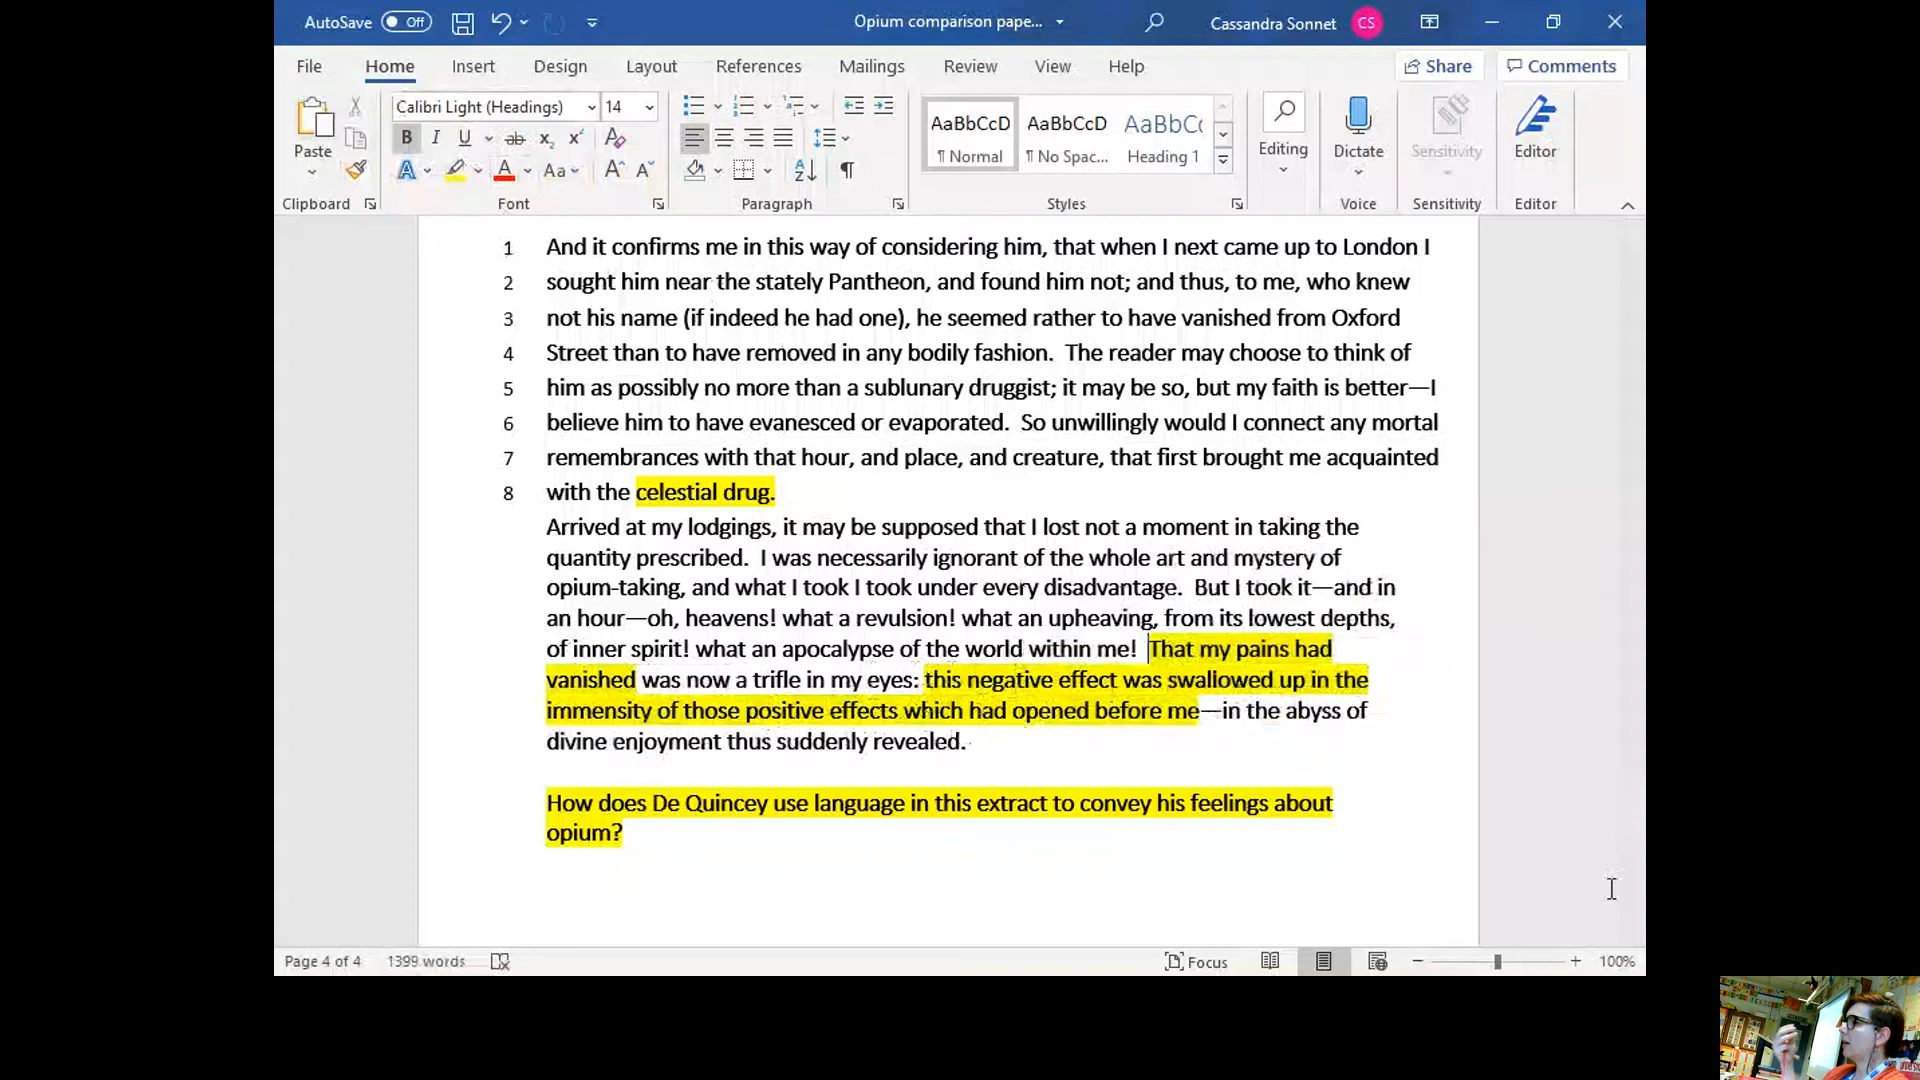 AutoSave Off Opium comparison pape... Cassandra Sonnet CS
File Home Insert Design Layout References Mailings Review View Help Share Comments
Calibri Light (Headings) 14
AaBbCcD AaBbCcD AaBbCc
Paste
¶ Normal ¶ No Spac... Heading 1
Editing Dictate Sensitivity Editor
Clipboard Font Paragraph Styles Voice Sensitivity Editor
1 And it confirms me in this way of considering him, that when I next came up to London I
2 sought him near the stately Pantheon, and found him not; and thus, to me, who knew
3 not his name (if indeed he had one), he seemed rather to have vanished from Oxford
4 Street than to have removed in any bodily fashion.  The reader may choose to think of
5 him as possibly no more than a sublunary druggist; it may be so, but my faith is better—I
6 believe him to have evanesced or evaporated.  So unwillingly would I connect any mortal
7 remembrances with that hour, and place, and creature, that first brought me acquainted
8 with the celestial drug.
Arrived at my lodgings, it may be supposed that I lost not a moment in taking the
quantity prescribed.  I was necessarily ignorant of the whole art and mystery of
opium-taking, and what I took I took under every disadvantage.  But I took it—and in
an hour—oh, heavens! what a revulsion! what an upheaving, from its lowest depths,
of inner spirit! what an apocalypse of the world within me!  That my pains had
vanished was now a trifle in my eyes: this negative effect was swallowed up in the
immensity of those positive effects which had opened before me—in the abyss of
divine enjoyment thus suddenly revealed.
How does De Quincey use language in this extract to convey his feelings about
opium?
Page 4 of 4 1399 words Focus 100%